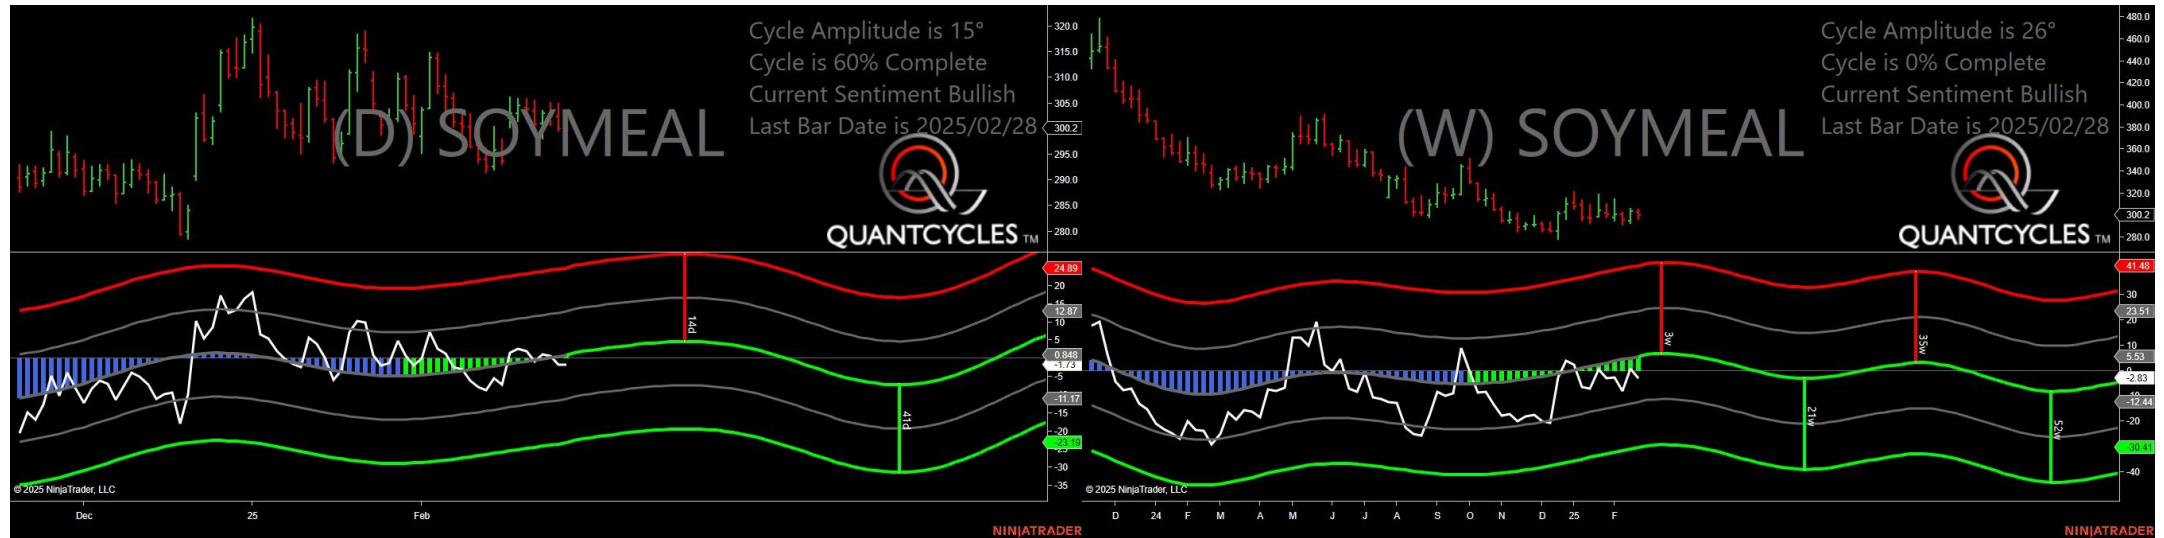 Cycle Amplitude is 15°
Cycle is 60% Complete
Current Sentiment Bullish
Last Bar Date is 2025/02/28
(D) SOYMEAL
QUANTCYCLES TM
320.0
315.0
310.0
305.0
300.2
295.0
290.0
285.0
280.0
24.89
20
15
12.87
10
5
0.848
-1.73
-5
-11.17
-15
-20
-23.19
-25
-30
-35
14d
41d
© 2025 NinjaTrader, LLC
Dec
25
Feb
NINJATRADER
Cycle Amplitude is 26°
Cycle is 0% Complete
Current Sentiment Bullish
Last Bar Date is 2025/02/28
(W) SOYMEAL
QUANTCYCLES TM
480.0
460.0
440.0
420.0
400.0
380.0
360.0
340.0
320.0
300.2
280.0
41.48
30
23.51
20
10
5.53
0
-2.83
-12.44
-20
-30.41
-40
3w
21w
35w
52w
© 2025 NinjaTrader, LLC
D 24 F M A M J J A S O N D 25 F
NINJATRADER